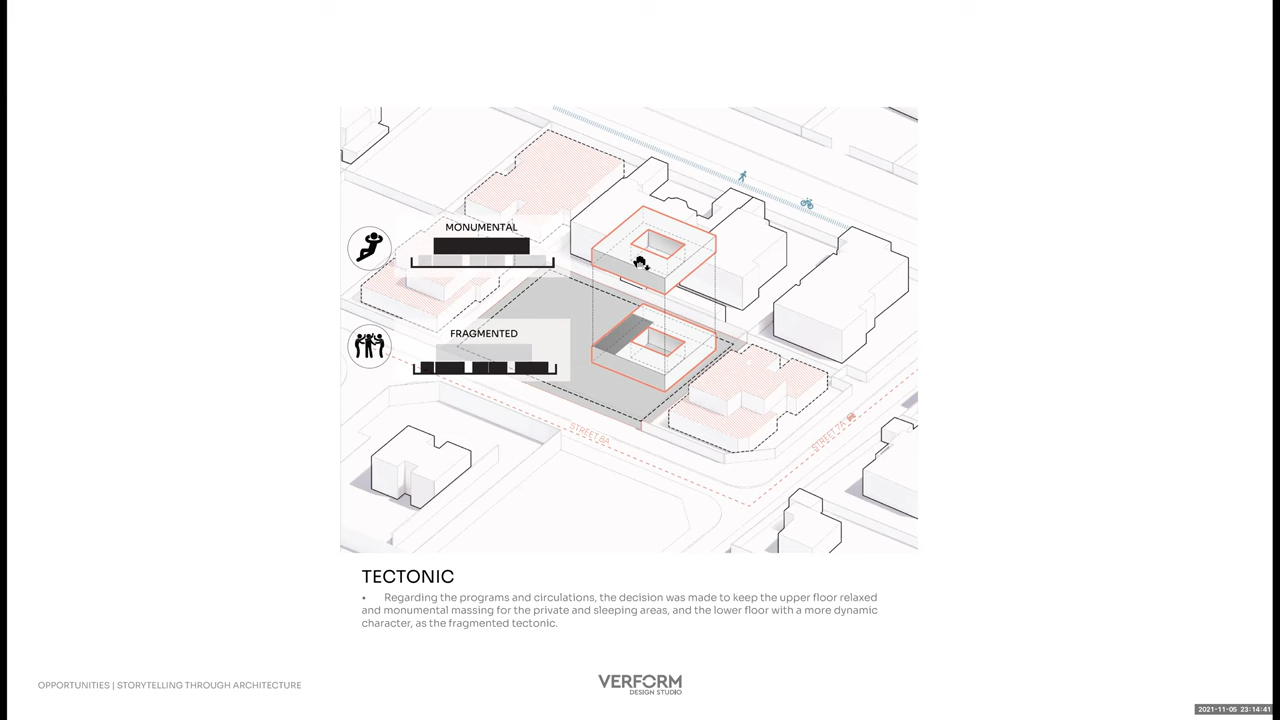 MONUMENTAL
FRAGMENTED
STREET 8A
STREET 7A
TECTONIC
• Regarding the programs and circulations, the decision was made to keep the upper floor relaxed
and monumental massing for the private and sleeping areas, and the lower floor with a more dynamic
character, as the fragmented tectonic.
OPPORTUNITIES | STORYTELLING THROUGH ARCHITECTURE
VERFORM
DESIGN STUDIO
2021-11-05 23:14:41